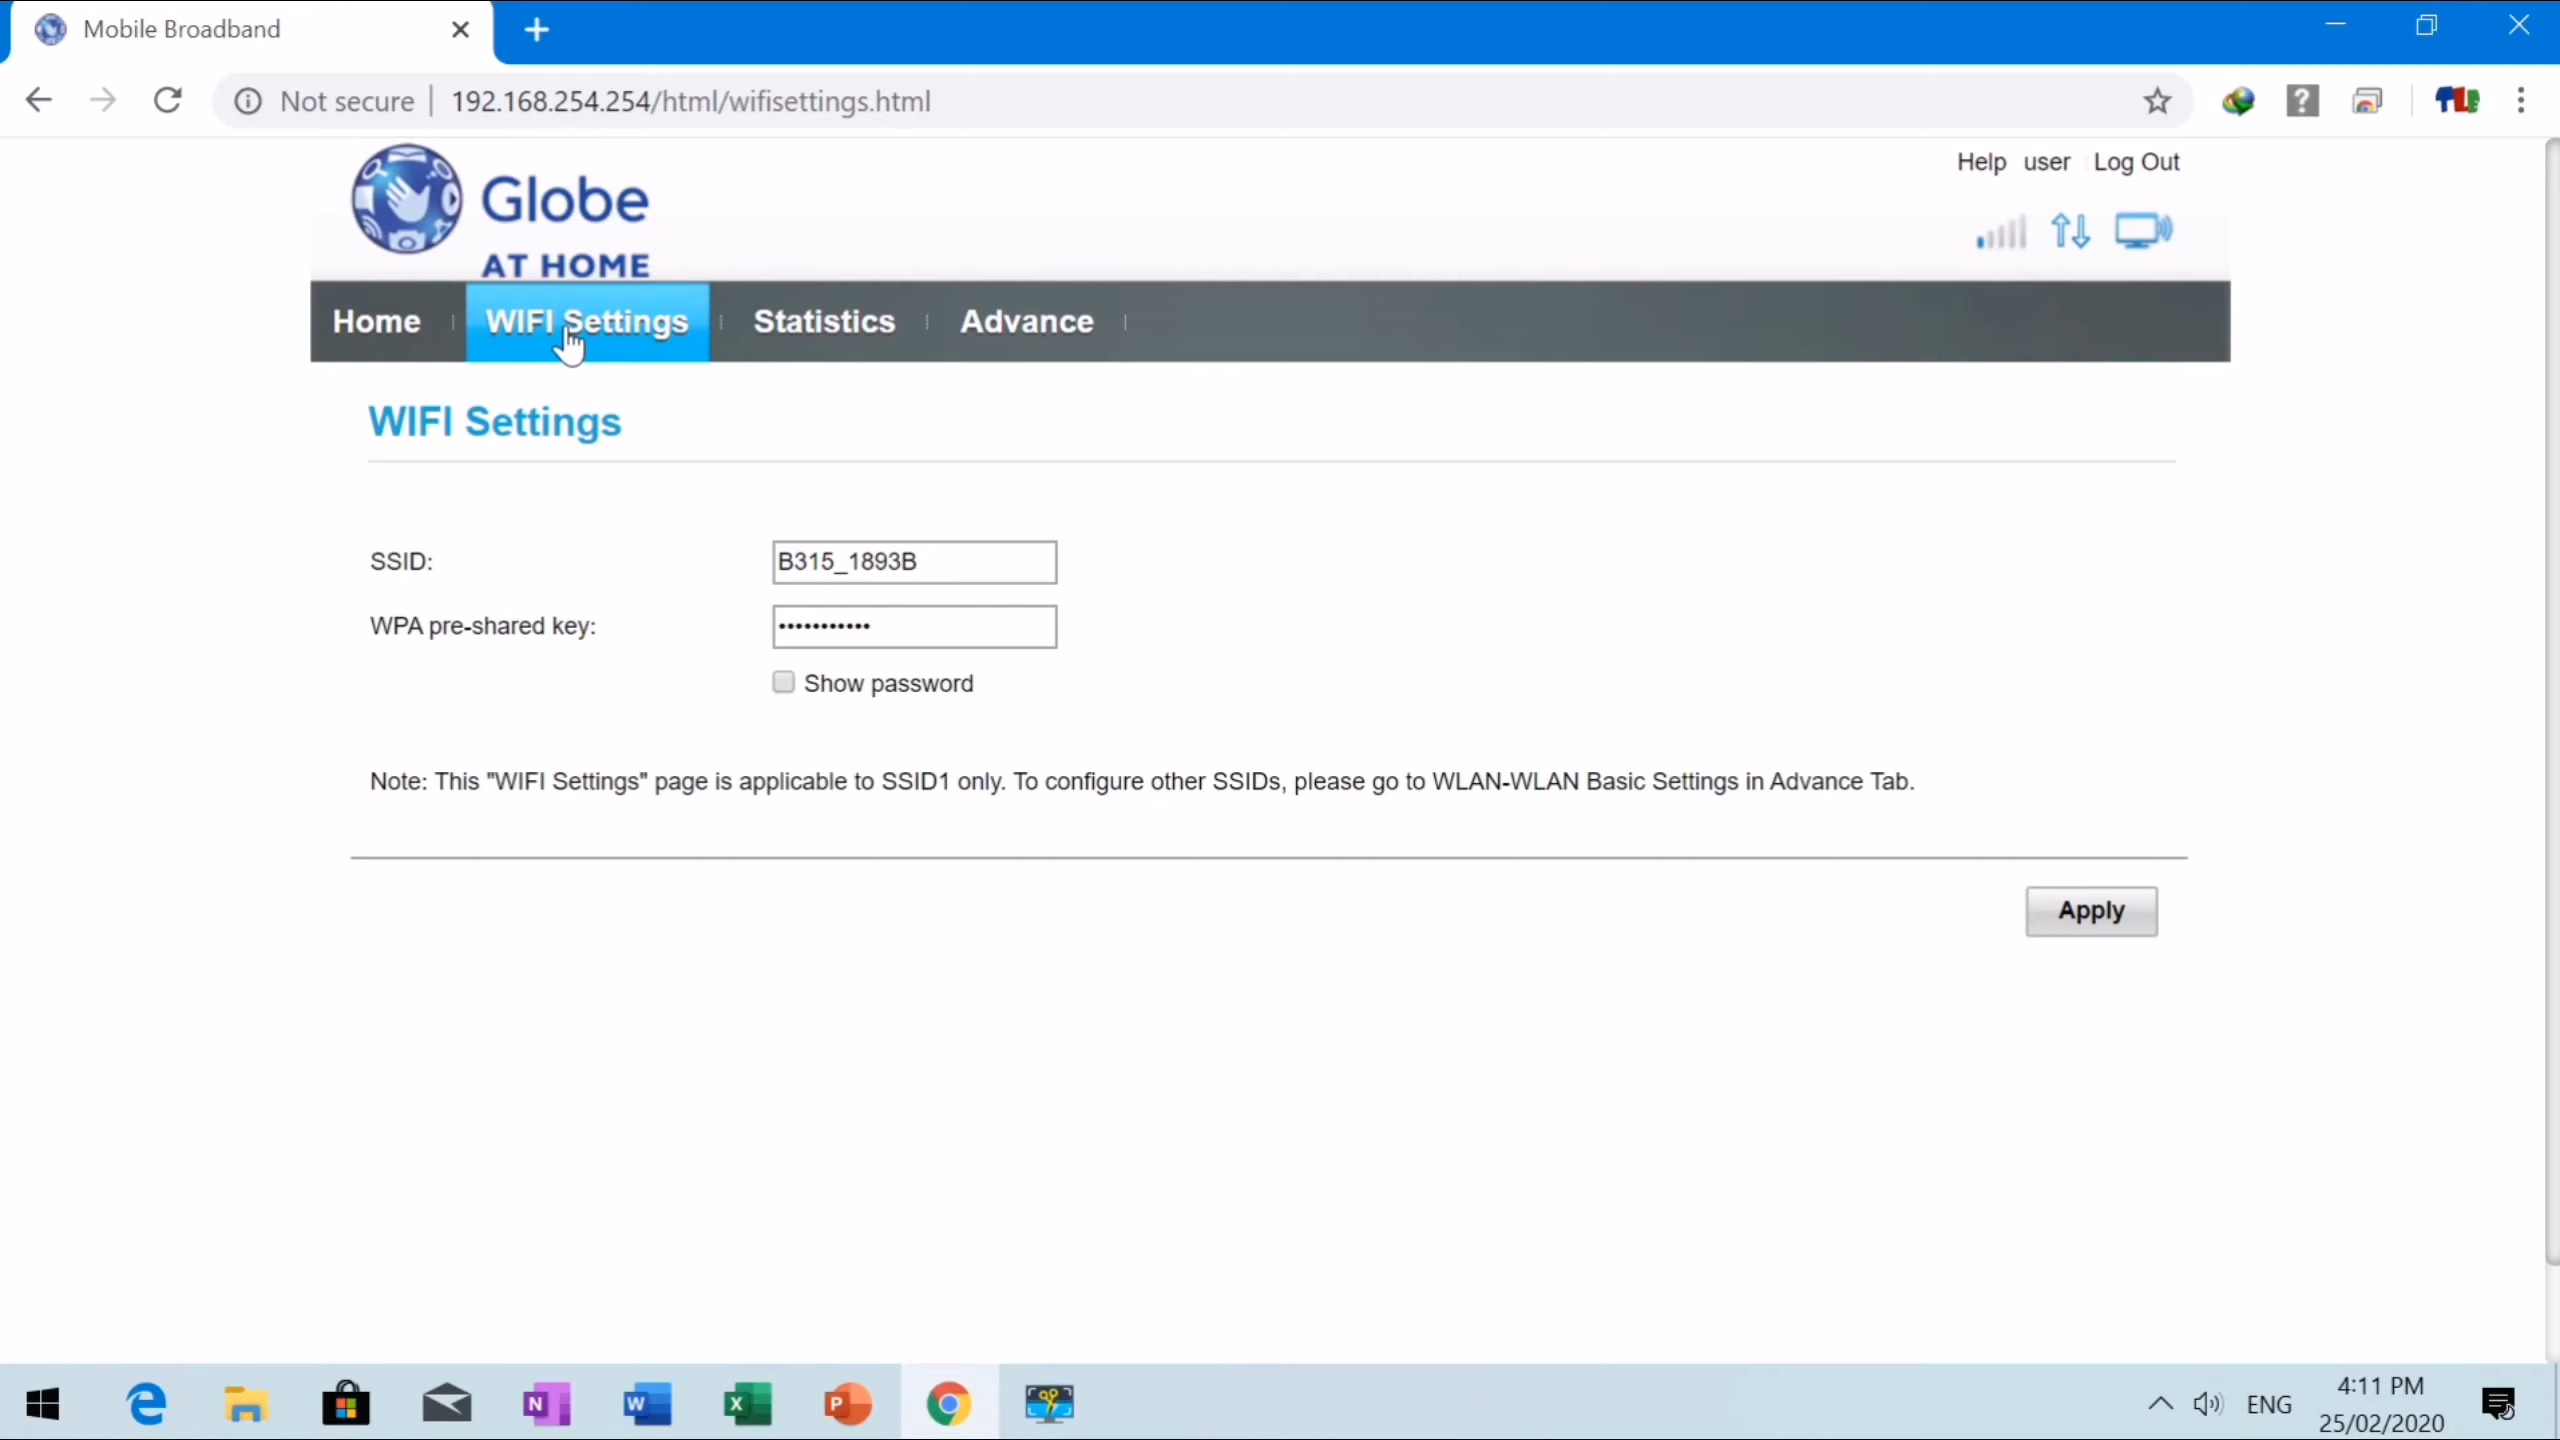 Mobile Broadband
Not secure | 192.168.254.254/html/wifisettings.html
Help user Log Out
Globe
AT HOME
Home WIFI Settings Statistics Advance
WIFI Settings
SSID: B315_1893B
WPA pre-shared key: •••••••••••
Show password
Note: This "WIFI Settings" page is applicable to SSID1 only. To configure other SSIDs, please go to WLAN-WLAN Basic Settings in Advance Tab.
Apply
ENG
4:11 PM
25/02/2020